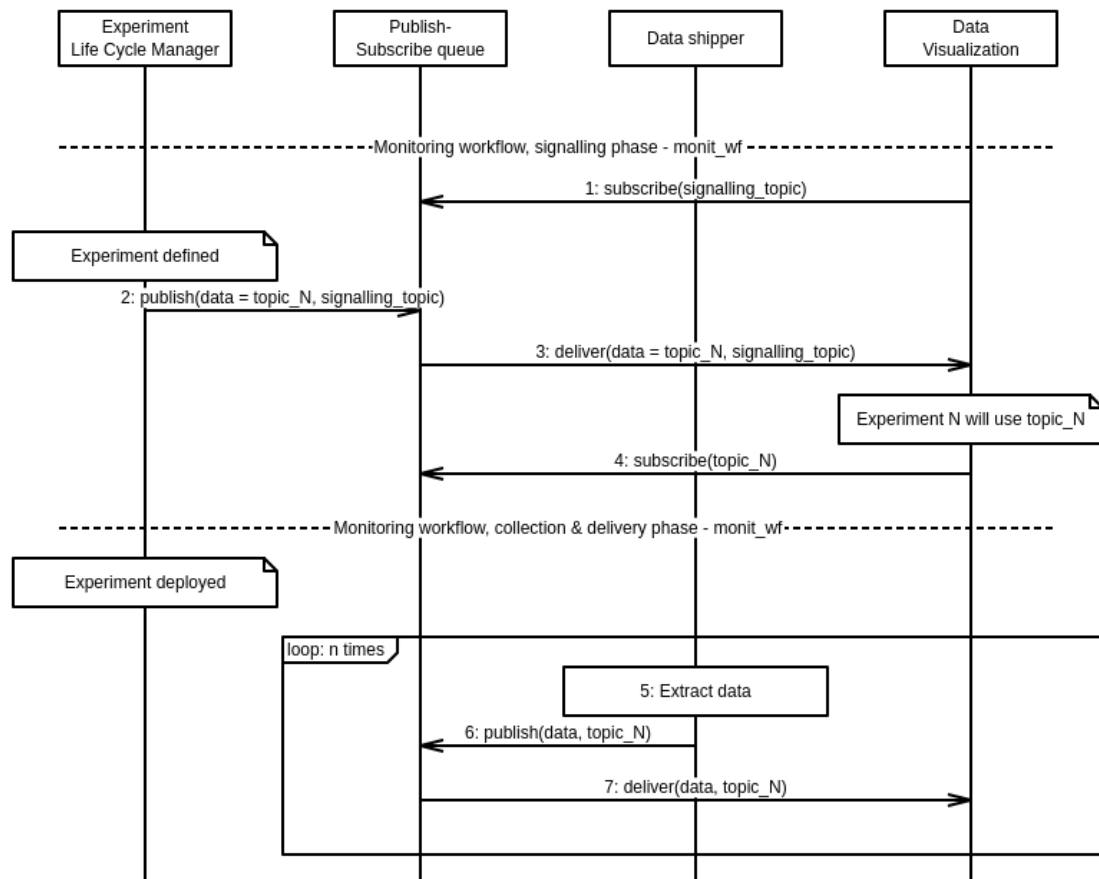 Experiment
Life Cycle Manager
Publish-
Subscribe queue
Data shipper
Data
Visualization
Monitoring workflow, signalling phase - monit_wf
1: subscribe(signalling_topic)
Experiment defined
2: publish(data = topic_N, signalling_topic)
3: deliver(data = topic_N, signalling_topic)
Experiment N will use topic_N
4: subscribe(topic_N)
Monitoring workflow, collection & delivery phase - monit_wf
Experiment deployed
loop: n times
5: Extract data
6: publish(data, topic_N)
7: deliver(data, topic_N)